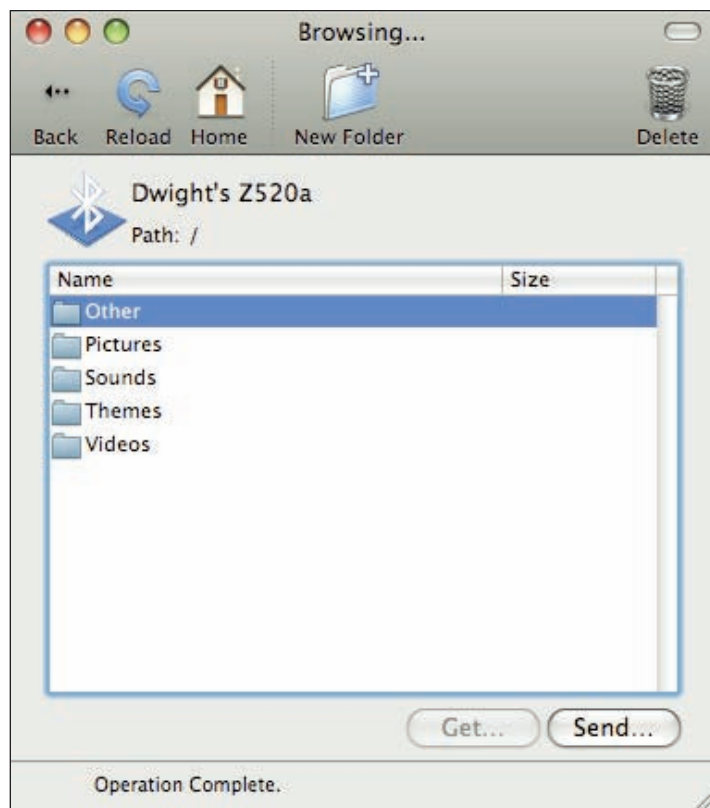 Browsing...
Back Reload Home New Folder Delete
Dwight's Z520a
Path: /
Name Size
Other
Pictures
Sounds
Themes
Videos
Get... Send...
Operation Complete.